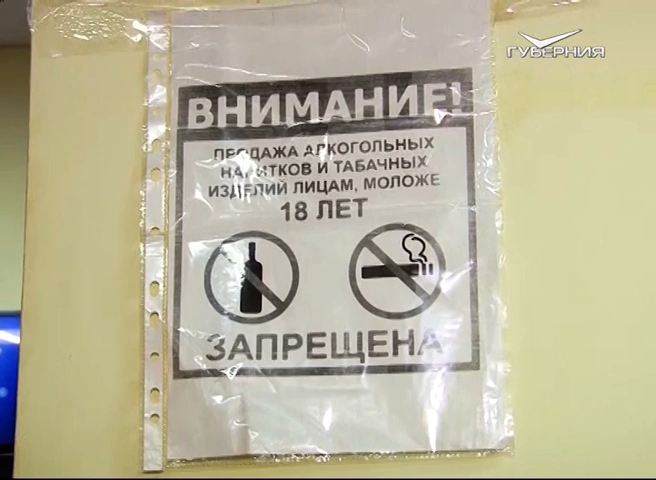 ГУБЕРНИЯ
ВНИМАНИЕ!
ПРОДАЖА АЛКОГОЛЬНЫХ
НАПИТКОВ И ТАБАЧНЫХ
ИЗДЕЛИЙ ЛИЦАМ, МОЛОЖЕ
18 ЛЕТ
ЗАПРЕЩЕНА